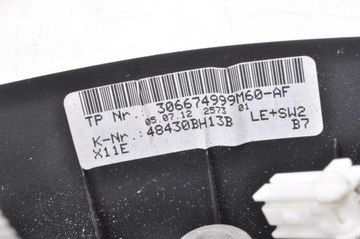 TP Nr.: 306674999M60-AF
05.07.12 2573 01
K-Nr.: 48430BH13B LE+SW2
X11E B7